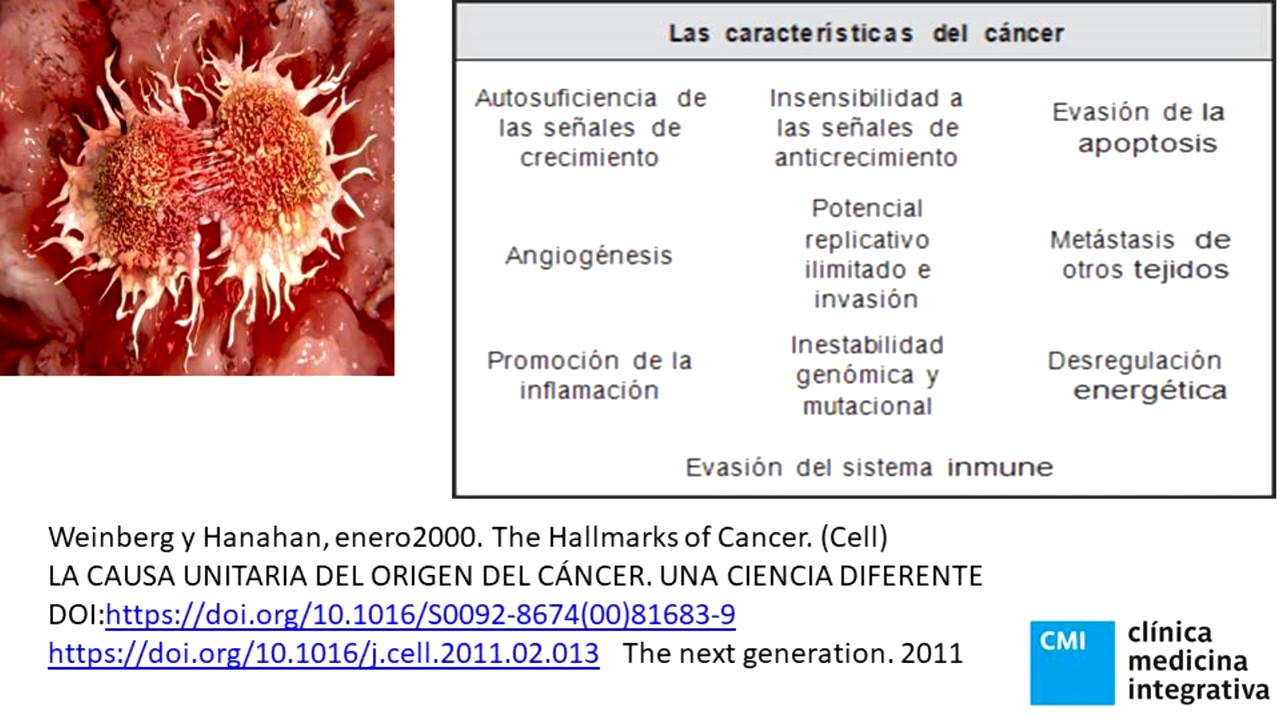 Las características del cáncer
Autosuficiencia de
las señales de
crecimiento
Insensibilidad a
las señales de
anticrecimiento
Evasión de la
apoptosis
Angiogénesis
Potencial
replicativo
ilimitado e
invasión
Metástasis de
otros tejidos
Promoción de la
inflamación
Inestabilidad
genómica y
mutacional
Desregulación
energética
Evasión del sistema inmune
Weinberg y Hanahan, enero2000. The Hallmarks of Cancer. (Cell)
LA CAUSA UNITARIA DEL ORIGEN DEL CÁNCER. UNA CIENCIA DIFERENTE
DOI:https://doi.org/10.1016/S0092-8674(00)81683-9
https://doi.org/10.1016/j.cell.2011.02.013 The next generation. 2011
CMI
clínica
medicina
integrativa